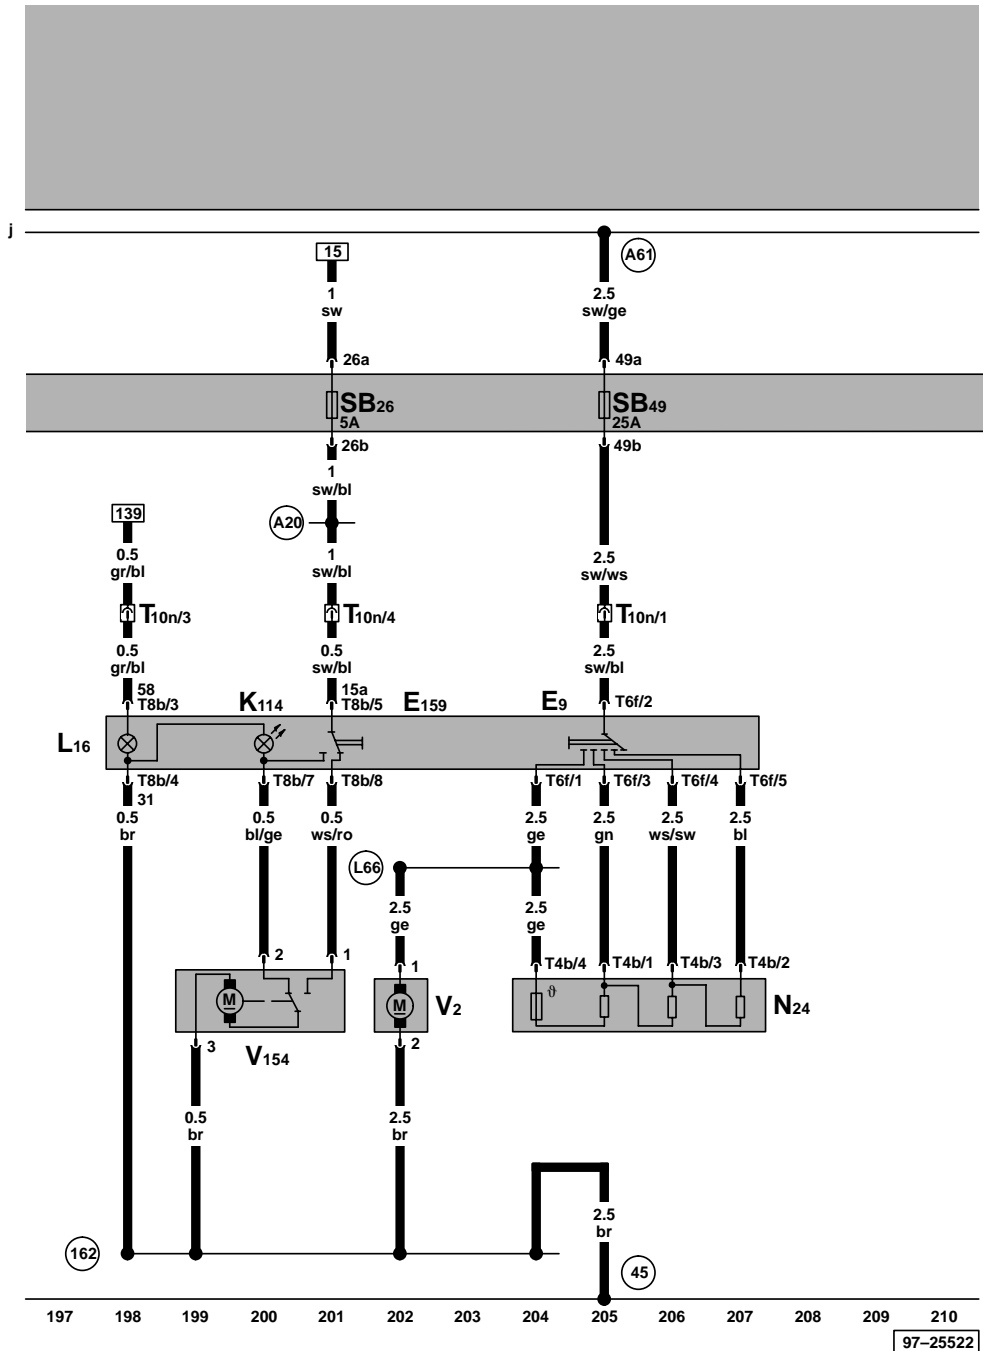 j
15
A61
1
sw
2.5
sw/ge
26a
49a
SB26
5A
SB49
25A
26b
49b
1
sw/bl
139
A20
0.5
gr/bl
1
sw/bl
2.5
sw/ws
T10n/3
T10n/4
T10n/1
0.5
gr/bl
0.5
sw/bl
2.5
sw/bl
58
T8b/3
K114
15a
T8b/5
E159
E9
T6f/2
L16
T8b/4
T8b/7
T8b/8
T6f/1
T6f/3
T6f/4
T6f/5
31
0.5
br
0.5
bl/ge
0.5
ws/ro
2.5
ge
2.5
gn
2.5
ws/sw
2.5
bl
L66
2.5
ge
2.5
ge
2
1
1
T4b/4
T4b/1
T4b/3
T4b/2
M
M
ϑ
V2
N24
3
V154
2
0.5
br
2.5
br
2.5
br
162
45
197 198 199 200 201 202 203 204 205 206 207 208 209 210
97–25522